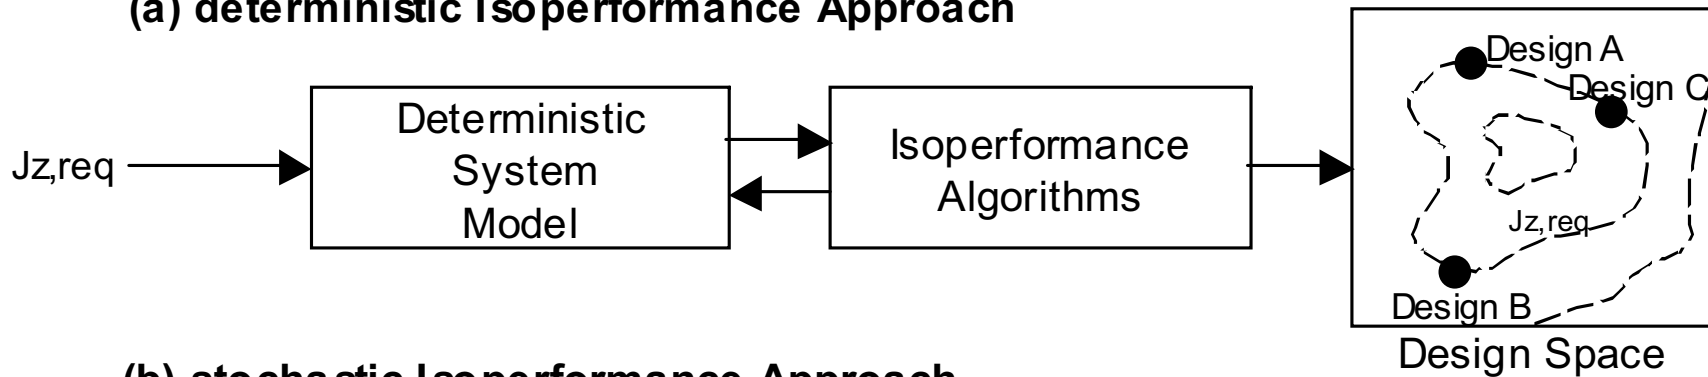 (a) deterministic Isoperformance Approach
Design A
Design C
Deterministic
System
Model
Isoperformance
Algorithms
Jz,req
Jz,req
Design B
Design Space
(b) stochastic Isoperformance Approach